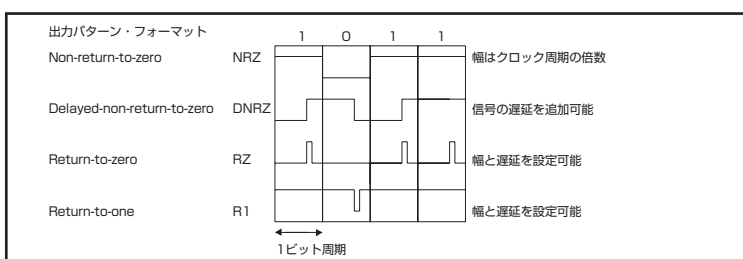 出力パターン・フォーマット
1 0 1 1
Non-return-to-zero NRZ 幅はクロック周期の倍数
Delayed-non-return-to-zero DNRZ 信号の遅延を追加可能
Return-to-zero RZ 幅と遅延を設定可能
Return-to-one R1 幅と遅延を設定可能
1ビット周期